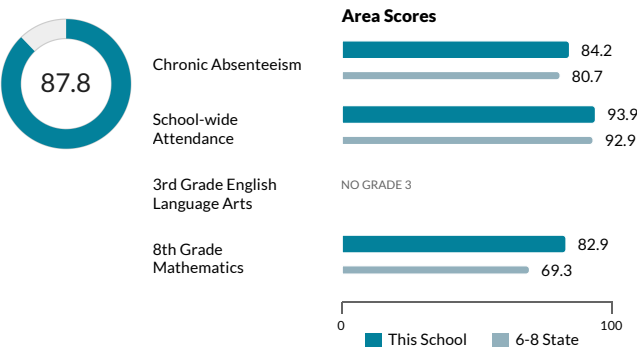 Area Scores
87.8
Chronic Absenteeism
84.2
80.7
School-wide
Attendance
93.9
92.9
3rd Grade English
Language Arts
NO GRADE 3
8th Grade
Mathematics
82.9
69.3
0
100
This School
6-8 State